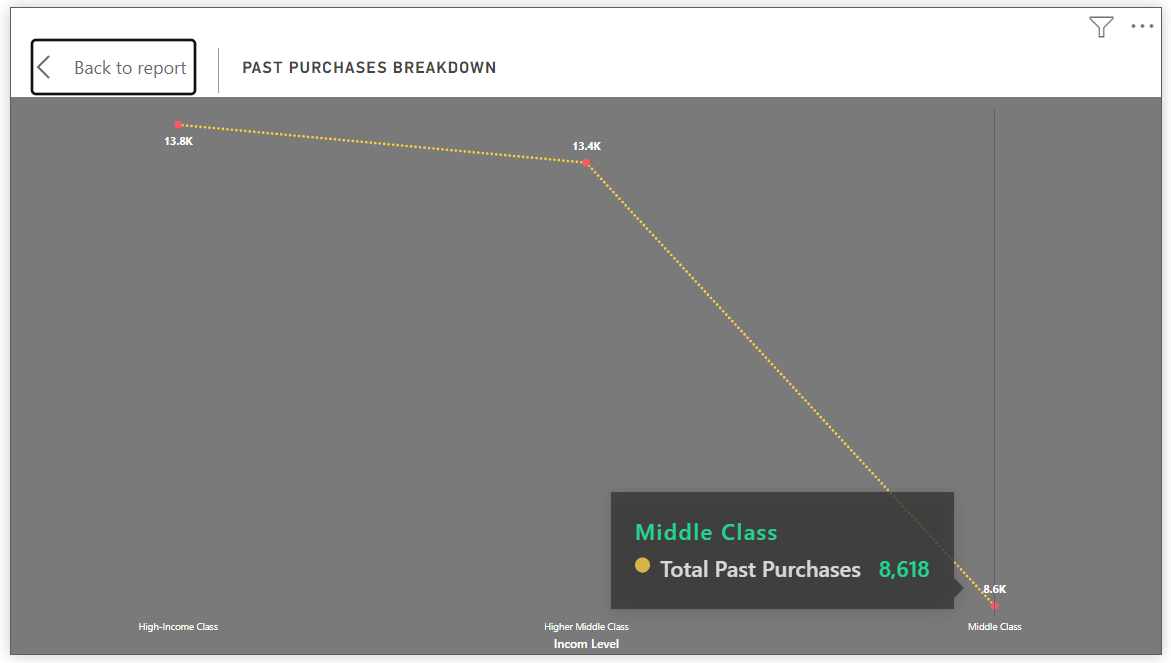 Back to report
PAST PURCHASES BREAKDOWN
13.8K
13.4K
Middle Class
Total Past Purchases 8,618
8.6K
High-Income Class
Higher Middle Class
Middle Class
Incom Level